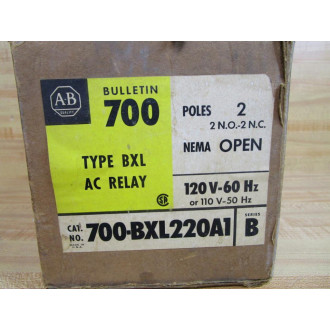 A-B
BULLETIN
700
TYPE BXL
AC RELAY
POLES 2
2 N.O.-2 N.C.
NEMA OPEN
120 V-60 Hz
or 110 V-50 Hz
CAT. NO. 700-BXL220A1
SERIES B